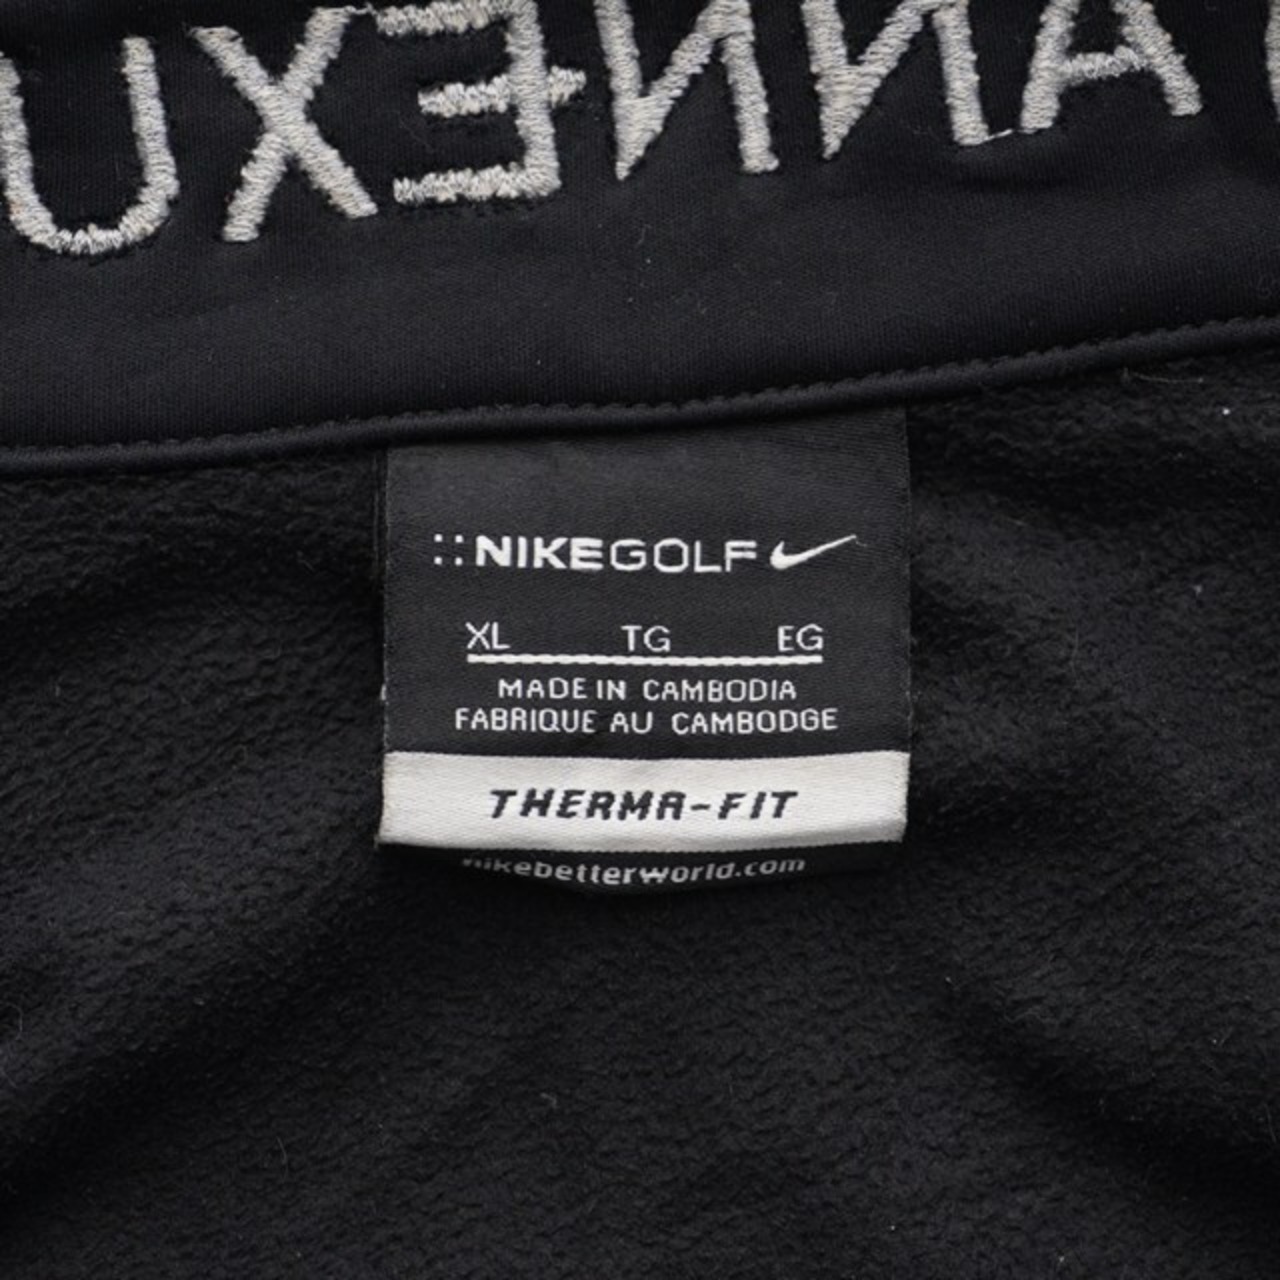 ANNEXU
NIKEGOLF
XL TG EG
MADE IN CAMBODIA
FABRIQUE AU CAMBODGE
THERMA-FIT
nikebetterworld.com